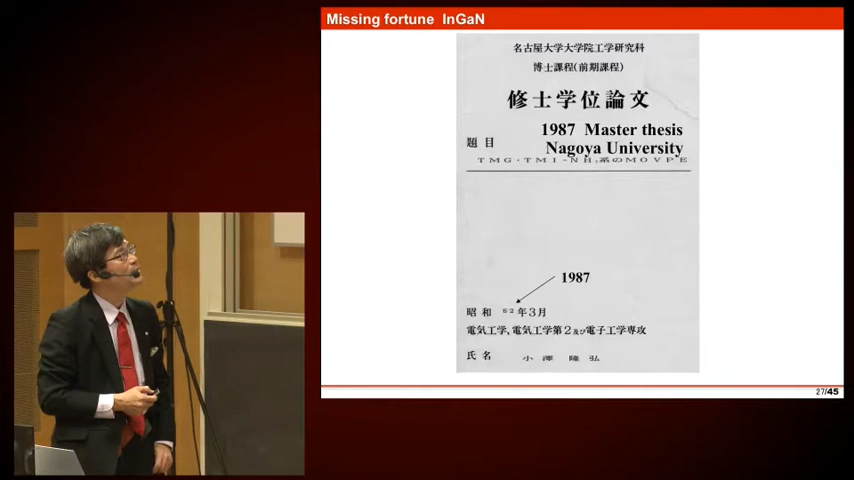 Missing fortune InGaN
名古屋大学大学院工学研究科
博士課程(前期課程)
修士学位論文
1987 Master thesis
題目
Nagoya University
TMG・TMI-NH₃系のMOVPE
1987
昭和 62年3月
電気工学,電気工学第2及び電子工学専攻
氏名 小澤 隆弘
27/45